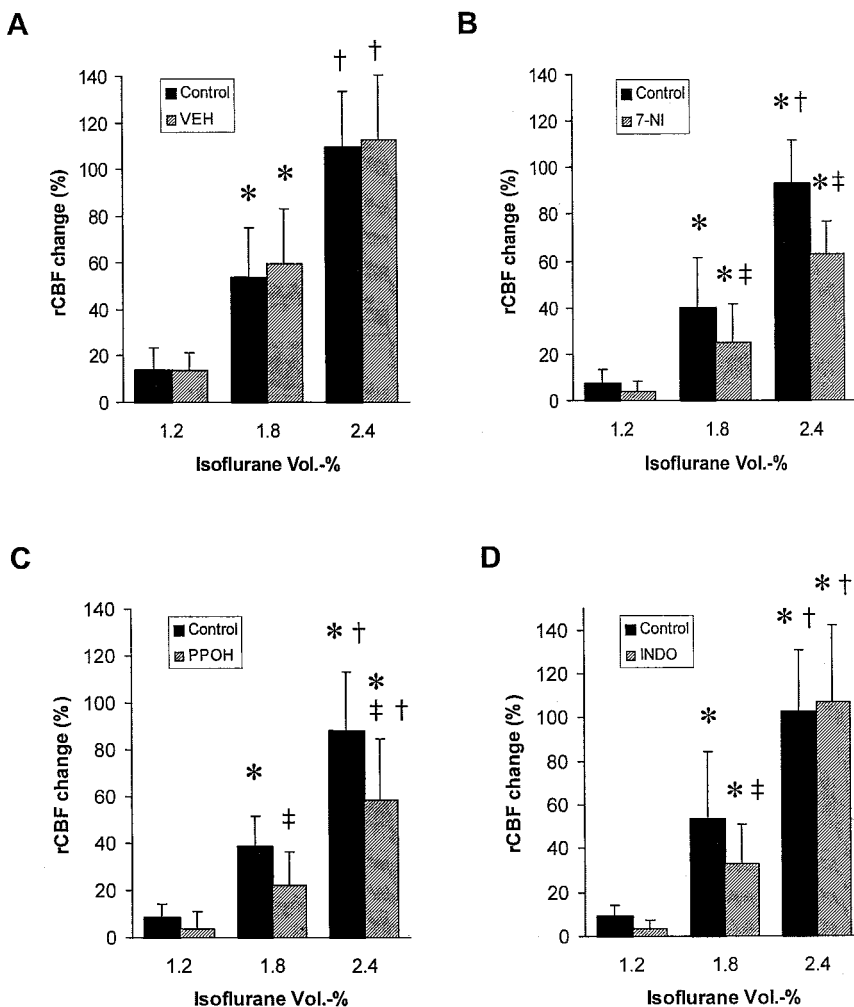 A
† †
140
120
100
80
60
40
20
0
rCBF change (%)
Control
VEH
* *
1.2 1.8 2.4
Isoflurane Vol.-%
B
140
120
100
80
60
40
20
0
rCBF change (%)
Control
7-NI
* †
* ‡
*
* ‡
1.2 1.8 2.4
Isoflurane Vol.-%
C
140
120
100
80
60
40
20
0
rCBF change (%)
Control
PPOH
* †
*
‡ †
*
‡
1.2 1.8 2.4
Isoflurane Vol.-%
D
140
120
100
80
60
40
20
0
rCBF change (%)
Control
INDO
* †
* †
*
* ‡
1.2 1.8 2.4
Isoflurane Vol.-%